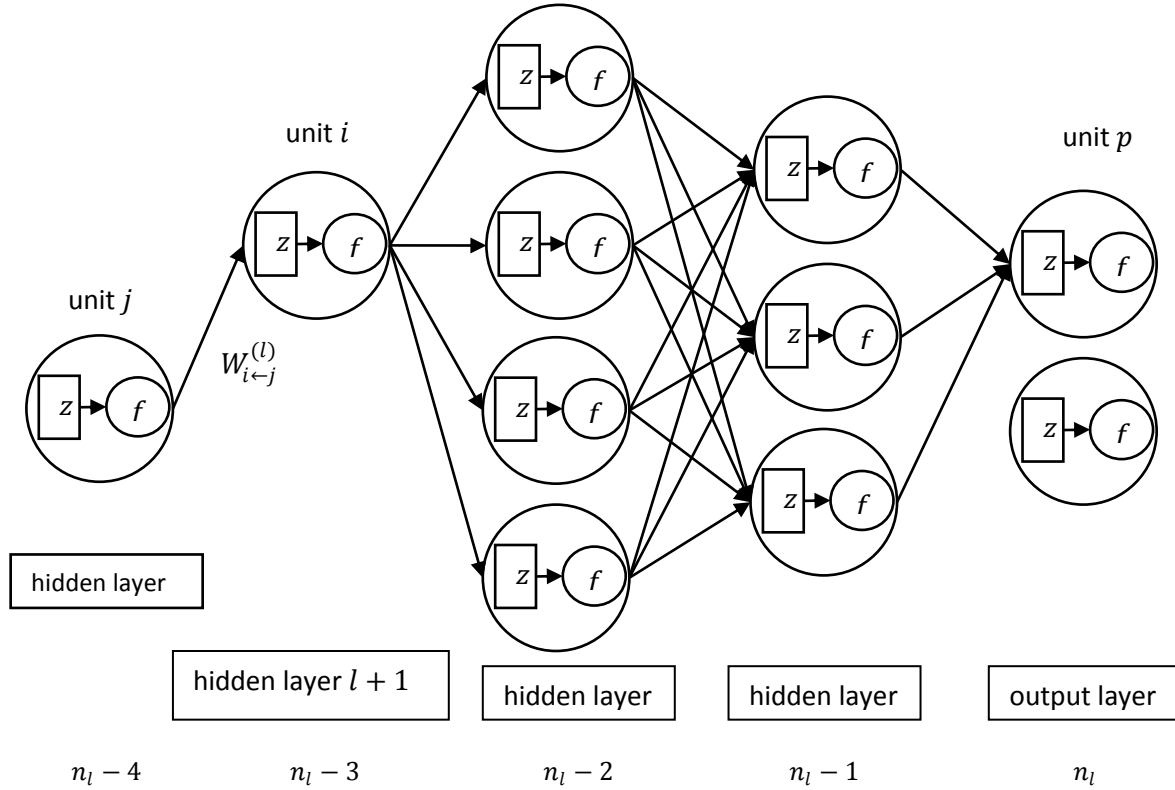 z f
unit i
z f
unit p
z f
z f
z f
z f
unit j
z f
W_{i←j}^{(l)}
z f
z f
z f
z f
z f
hidden layer
hidden layer l + 1
hidden layer
hidden layer
output layer
n_l − 4
n_l − 3
n_l − 2
n_l − 1
n_l